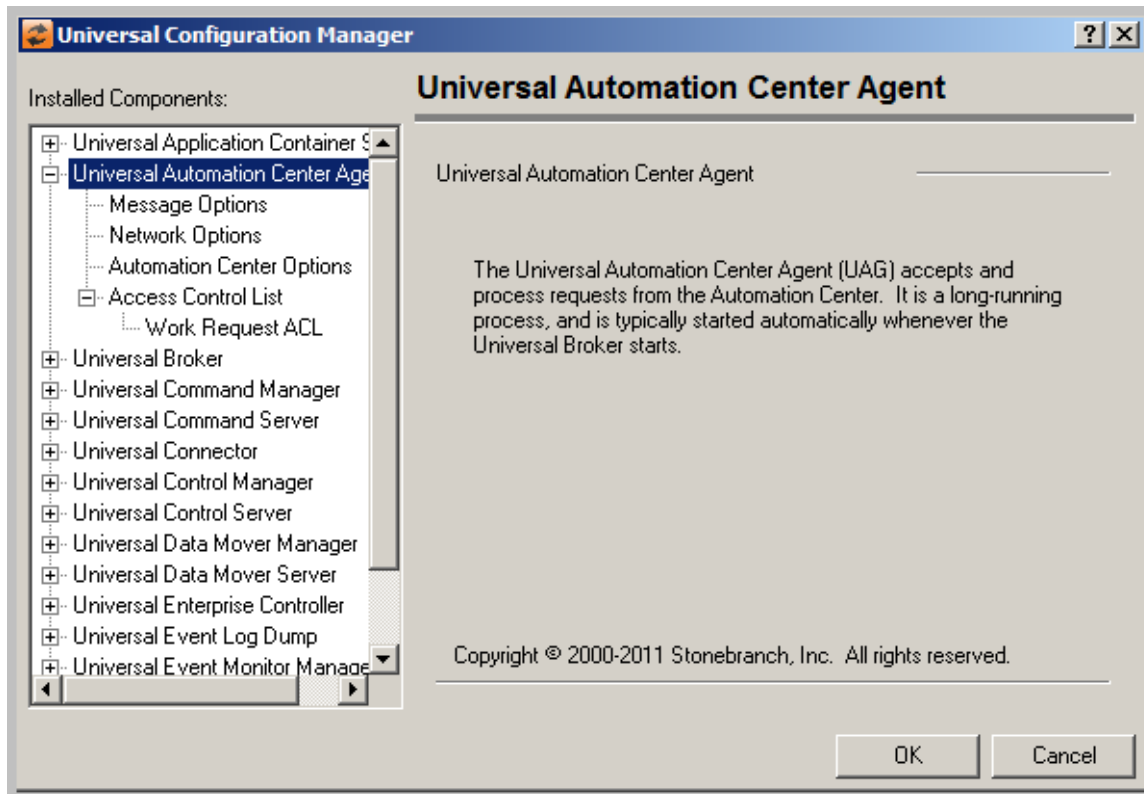 Universal Configuration Manager
Installed Components:
Universal Application Container S
Universal Automation Center Age
Message Options
Network Options
Automation Center Options
Access Control List
Work Request ACL
Universal Broker
Universal Command Manager
Universal Command Server
Universal Connector
Universal Control Manager
Universal Control Server
Universal Data Mover Manager
Universal Data Mover Server
Universal Enterprise Controller
Universal Event Log Dump
Universal Event Monitor Manage
Universal Automation Center Agent
Universal Automation Center Agent
The Universal Automation Center Agent (UAG) accepts and
process requests from the Automation Center. It is a long-running
process, and is typically started automatically whenever the
Universal Broker starts.
Copyright © 2000-2011 Stonebranch, Inc. All rights reserved.
OK
Cancel